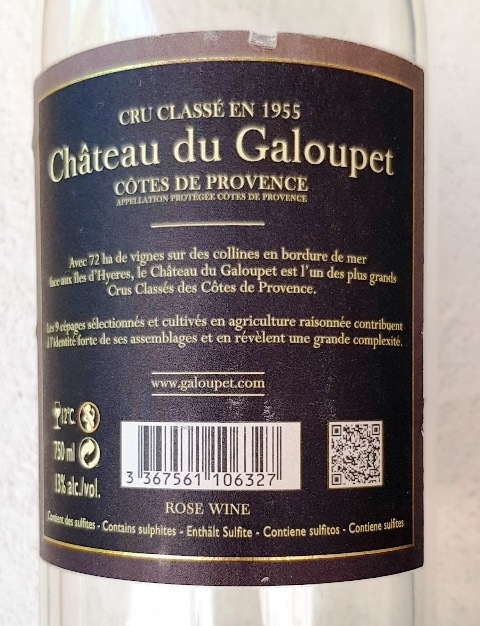 CRU CLASSÉ EN 1955
Château du Galoupet
CÔTES DE PROVENCE
APPELLATION PROTÉGÉE CÔTES DE PROVENCE
Avec 72 ha de vignes sur des collines en bordure de mer
face aux îles d'Hyeres, le Château du Galoupet est l'un des plus grands
Crus Classés des Côtes de Provence.
Les 9 cépages sélectionnés et cultivés en agriculture raisonnée contribuent
à l'identité forte de ses assemblages et en révèlent une grande complexité.
www.galoupet.com
12°C
750 ml
13% alc./vol.
3 367561 106327
ROSE WINE
Contient des sulfites - Contains sulphites - Enthält Sulfite - Contiene sulfitos - Contiene sulfites